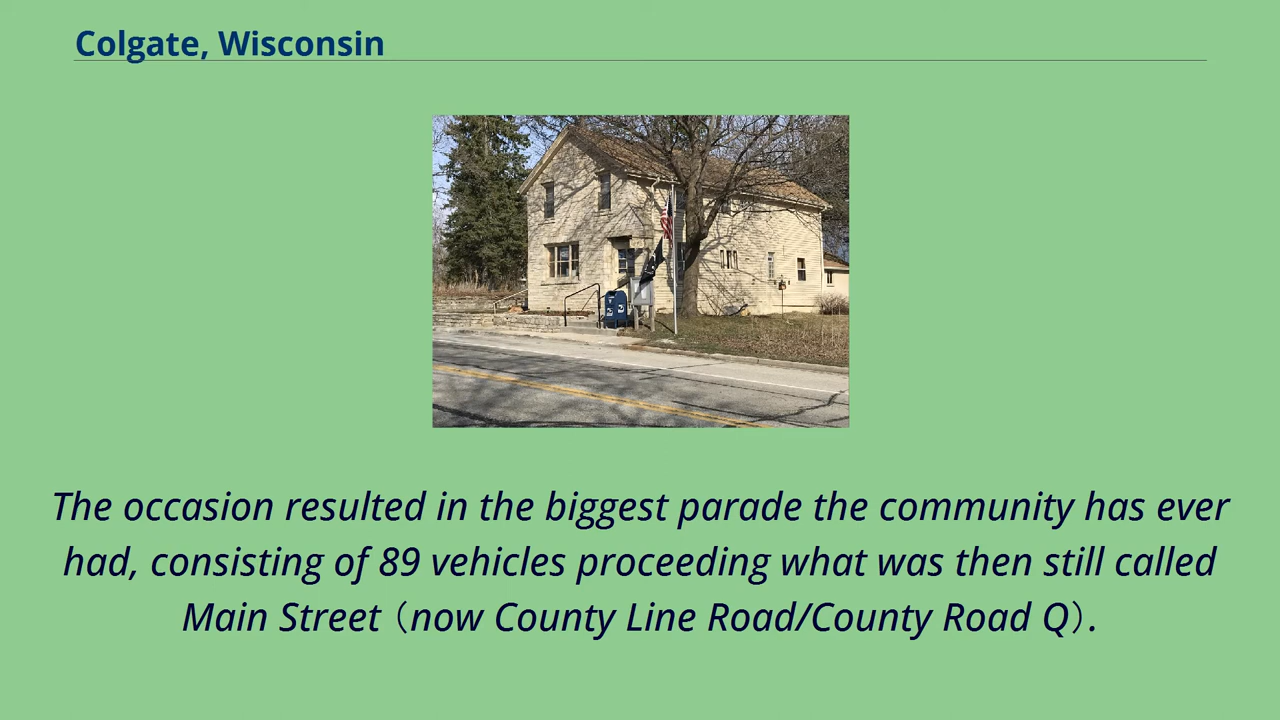 Colgate, Wisconsin
The occasion resulted in the biggest parade the community has ever
had, consisting of 89 vehicles proceeding what was then still called
Main Street（now County Line Road/County Road Q）.